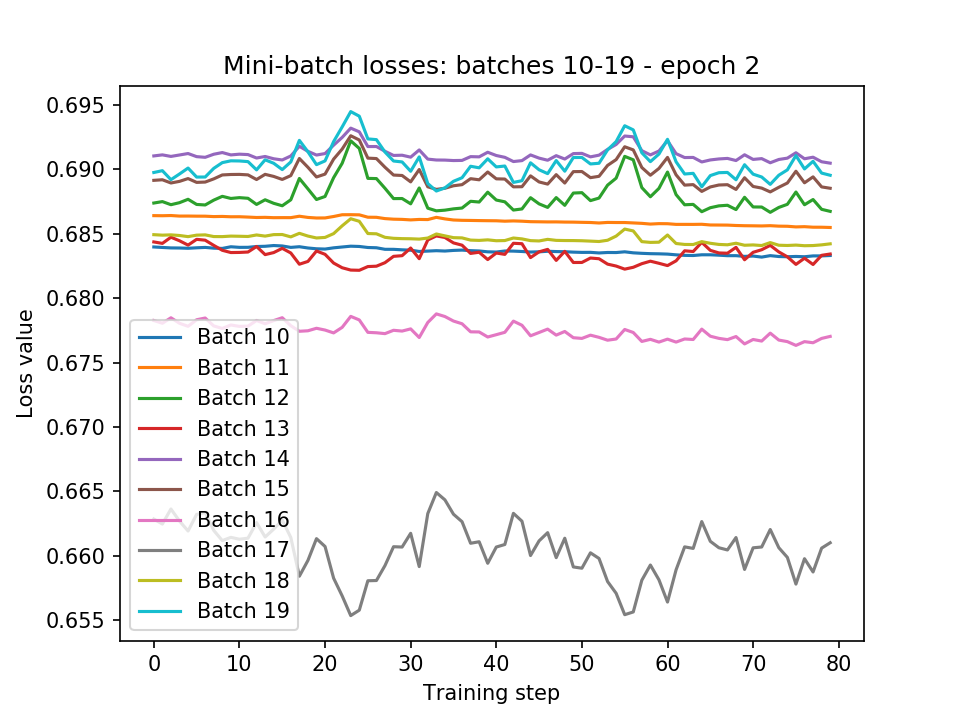 Mini-batch losses: batches 10-19 - epoch 2
0.695
0.690
0.685
0.680
0.675
0.670
0.665
0.660
0.655
Loss value
Batch 10
Batch 11
Batch 12
Batch 13
Batch 14
Batch 15
Batch 16
Batch 17
Batch 18
Batch 19
0 10 20 30 40 50 60 70 80
Training step